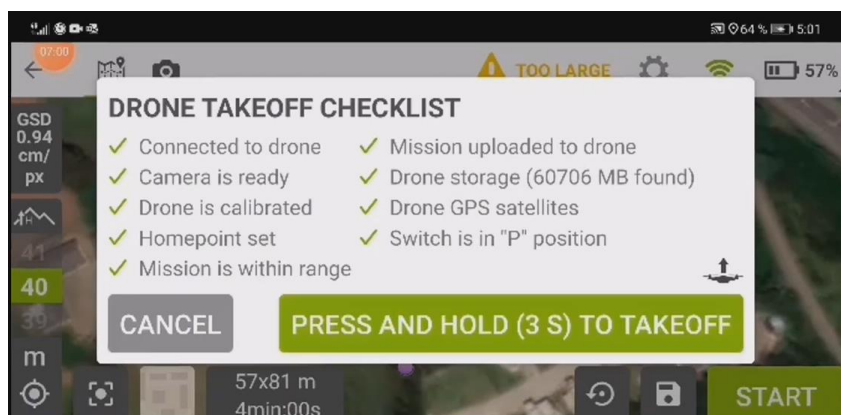 64 % 5:01
07:00
TOO LARGE
57%
GSD
0.94
cm/
px
41
40
39
m
DRONE TAKEOFF CHECKLIST
Connected to drone
Camera is ready
Drone is calibrated
Homepoint set
Mission is within range
Mission uploaded to drone
Drone storage (60706 MB found)
Drone GPS satellites
Switch is in "P" position
CANCEL
PRESS AND HOLD (3 S) TO TAKEOFF
57x81 m
4min:00s
START